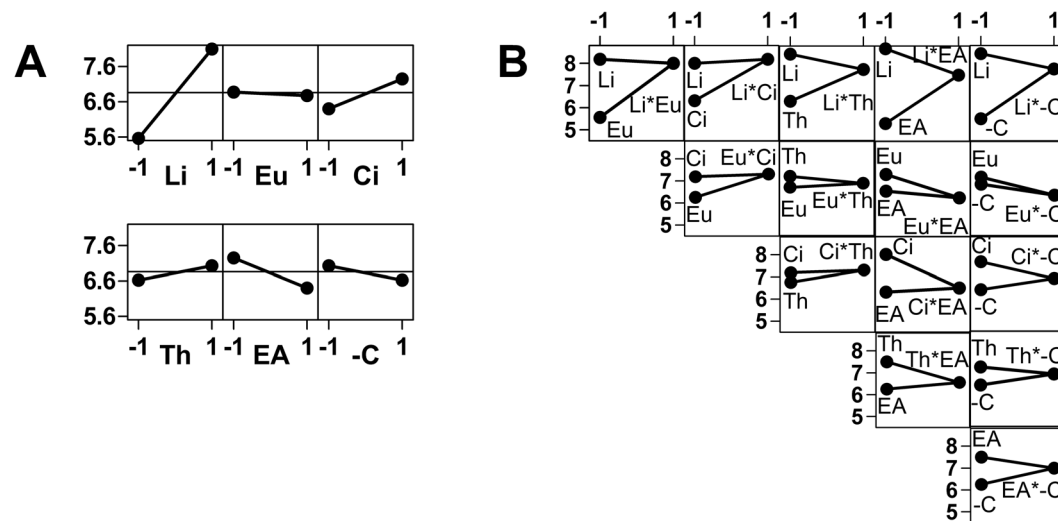 A
7.6
6.6
5.6
-1 1 -1 1 -1 1
Li Eu Ci
7.6
6.6
5.6
-1 1 -1 1 -1 1
Th EA -C
B
-1 1 -1 1 -1 1 -1 1 -1 1
8
7
6
5
Li Li*Eu Eu
Li Li*Ci Ci
Li Li*Th Th
Li Li*EA EA
Li Li*-C -C
8
7
6
5
Ci Eu*Ci Eu
Th Eu*Th Eu
Eu EA Eu*EA
Eu -C Eu*-C
8
7
6
5
Ci Ci*Th Th
Ci EA Ci*EA
Ci Ci*-C -C
8
7
6
5
Th Th*EA EA
Th Th*-C -C
8
7
6
5
EA EA*-C -C